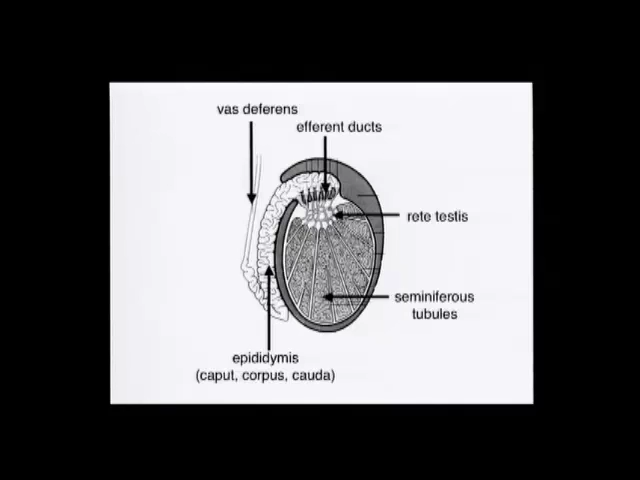 vas deferens
efferent ducts
rete testis
seminiferous
tubules
epididymis
(caput, corpus, cauda)